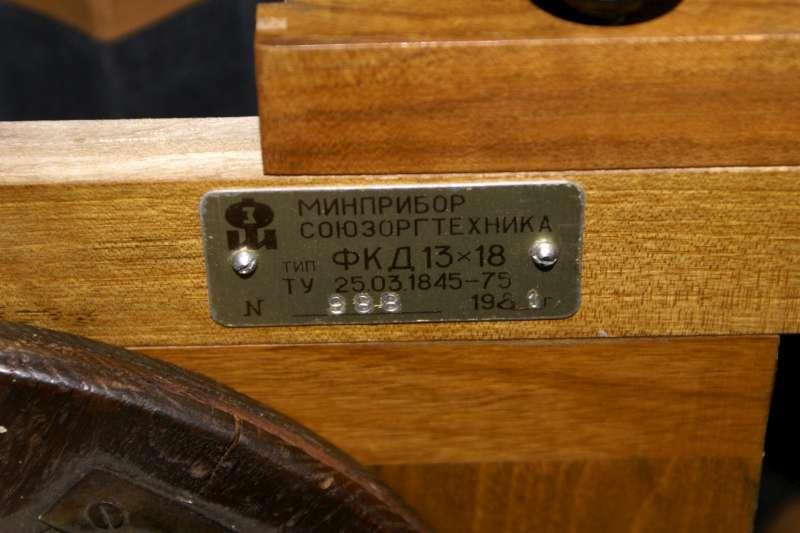 МИНПРИБОР
СОЮЗОРГТЕХНИКА
ТИП ФКД 13×18
ТУ 25.03.1845-75
N 198 г